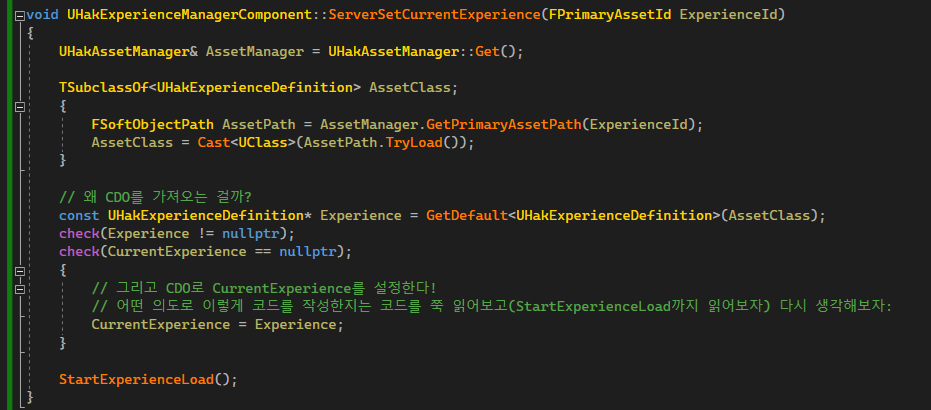 void UHakExperienceManagerComponent::ServerSetCurrentExperience(FPrimaryAssetId ExperienceId)
{
UHakAssetManager& AssetManager = UHakAssetManager::Get();
TSubclassOf<UHakExperienceDefinition> AssetClass;
{
FSoftObjectPath AssetPath = AssetManager.GetPrimaryAssetPath(ExperienceId);
AssetClass = Cast<UClass>(AssetPath.TryLoad());
}
// 왜 CDO를 가져오는 걸까?
const UHakExperienceDefinition* Experience = GetDefault<UHakExperienceDefinition>(AssetClass);
check(Experience != nullptr);
check(CurrentExperience == nullptr);
{
// 그리고 CDO로 CurrentExperience를 설정한다!
// 어떤 의도로 이렇게 코드를 작성한지는 코드를 쭉 읽어보고(StartExperienceLoad까지 읽어보자) 다시 생각해보자:
CurrentExperience = Experience;
}
StartExperienceLoad();
}